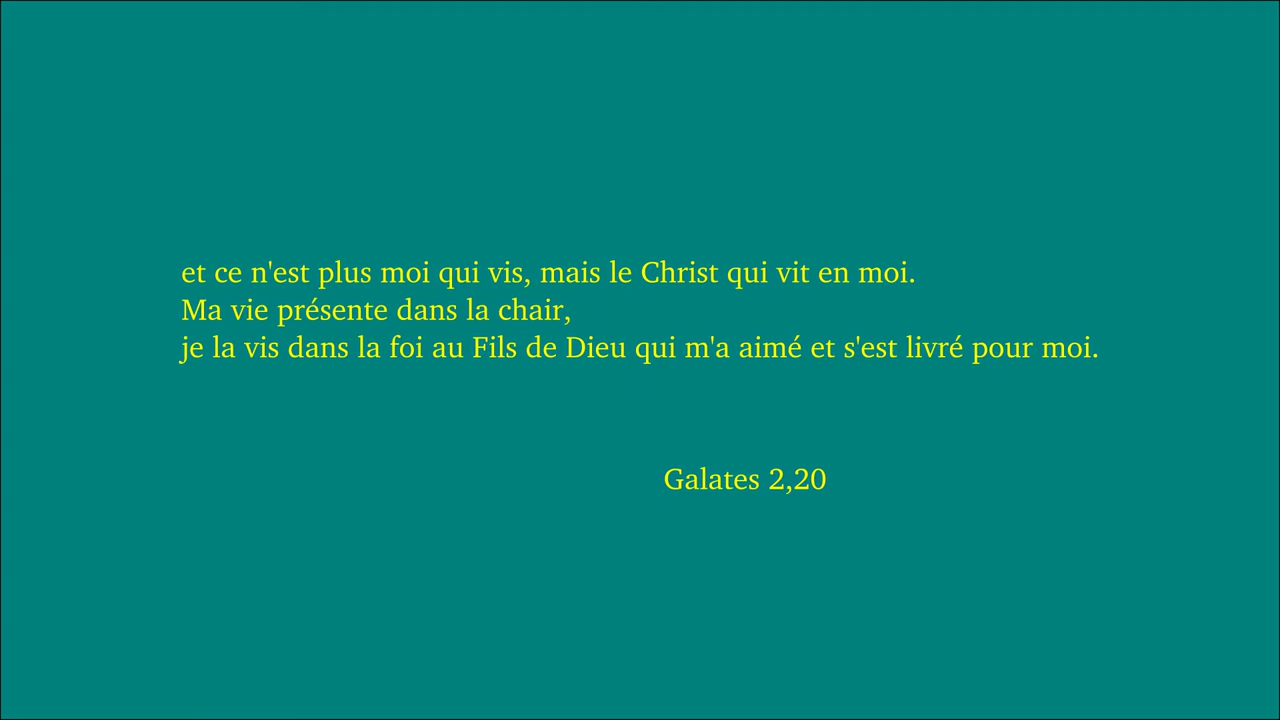 et ce n'est plus moi qui vis, mais le Christ qui vit en moi.
Ma vie présente dans la chair,
je la vis dans la foi au Fils de Dieu qui m'a aimé et s'est livré pour moi.
Galates 2,20